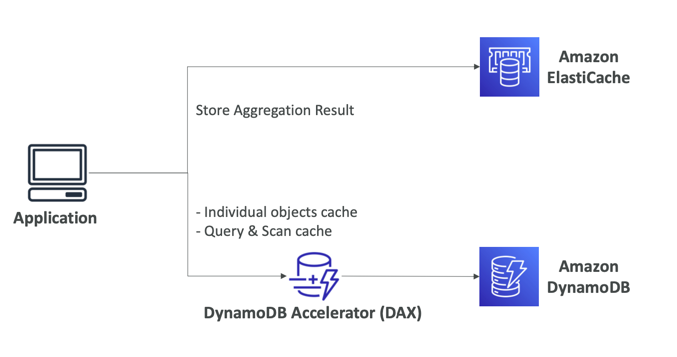 Amazon
ElastiCache
Store Aggregation Result
Application
- Individual objects cache
- Query & Scan cache
Amazon
DynamoDB
DynamoDB Accelerator (DAX)